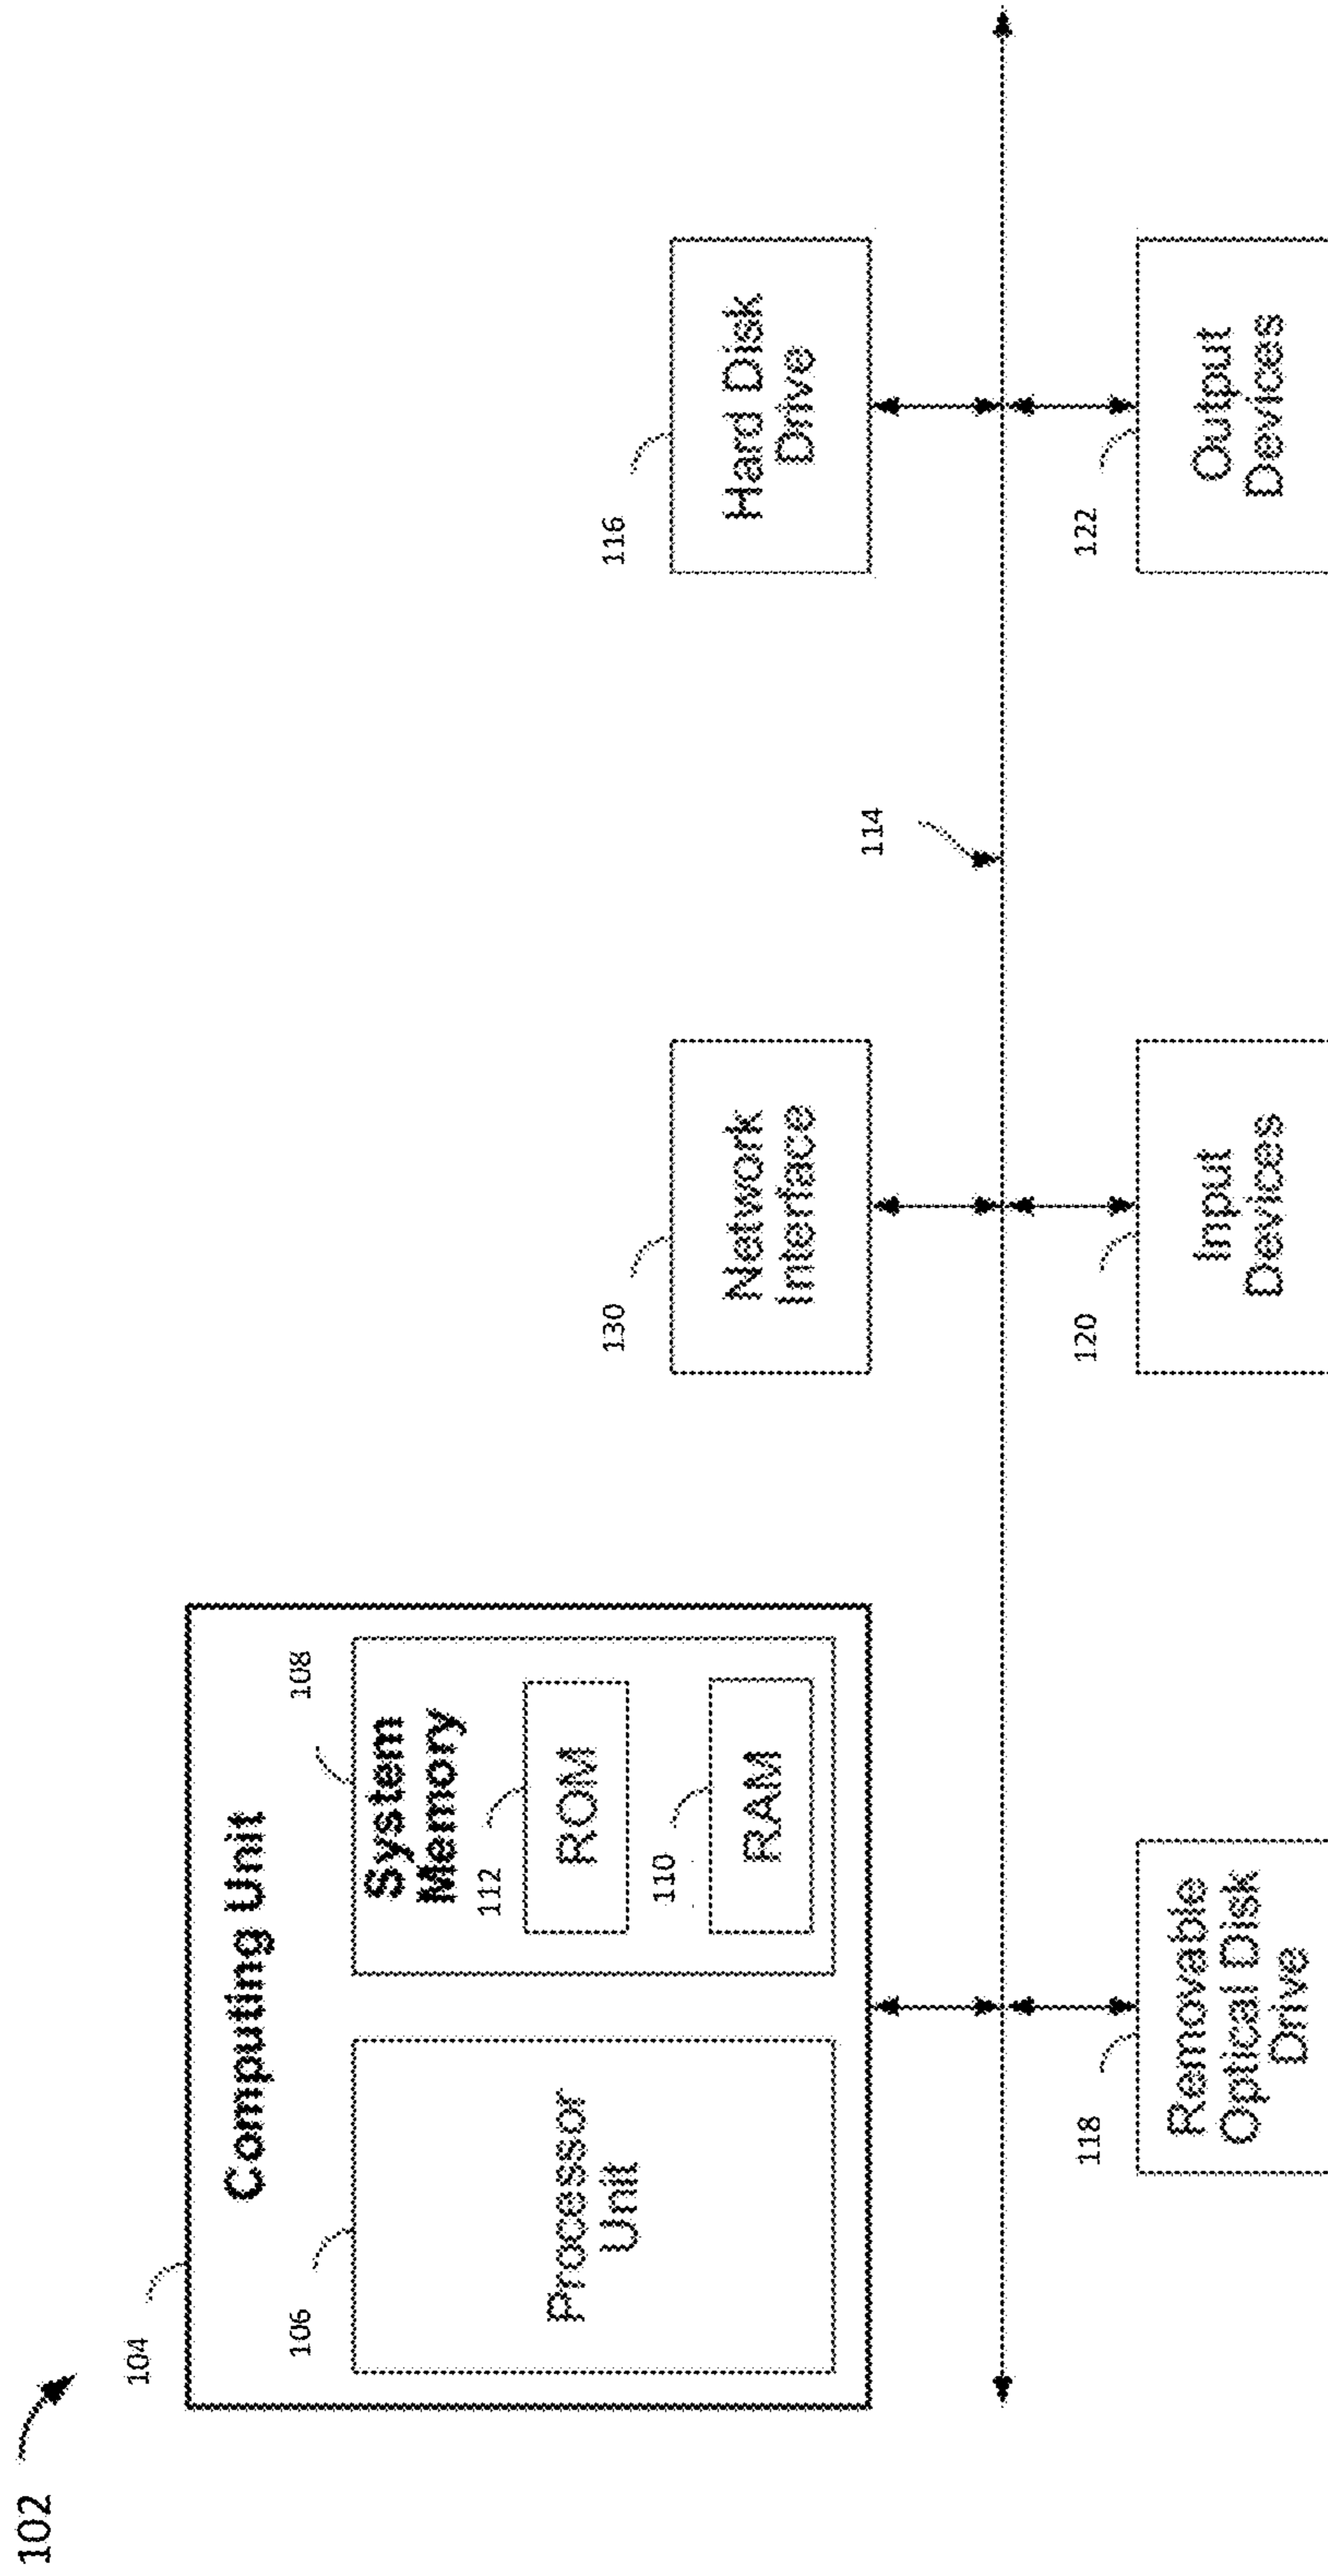 102
104
Computing Unit
106
Processor
Unit
108
System
Memory
112
ROM
110
RAM
130
Network
Interface
116
Hard Disk
Drive
114
118
Removable
Optical Disk
Drive
120
Input
Devices
122
Output
Devices